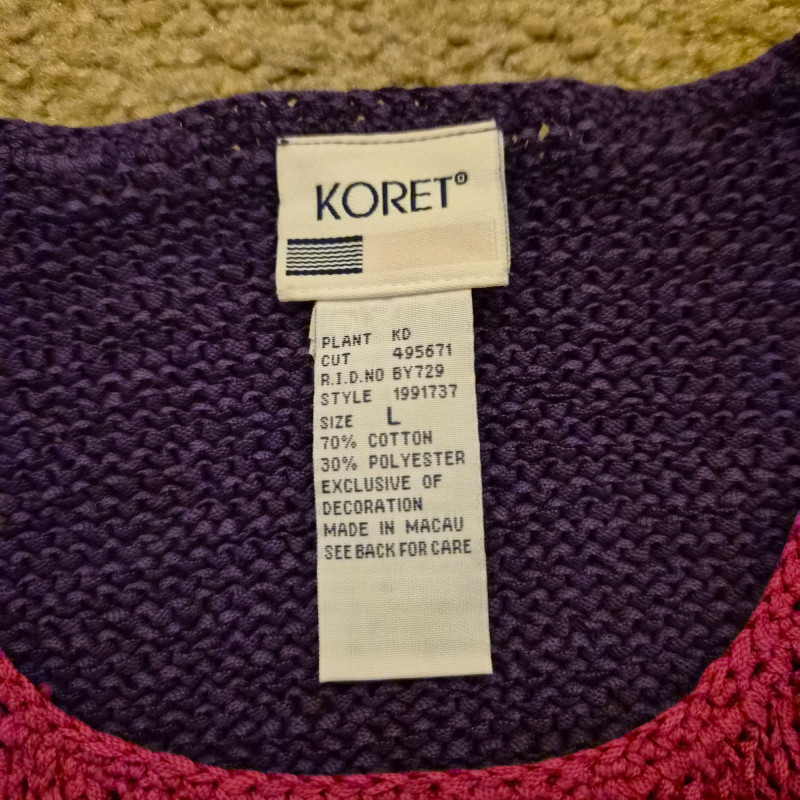 KORET®
PLANT KD
CUT 495671
R.I.D.NO BY729
STYLE 1991737
SIZE L
70% COTTON
30% POLYESTER
EXCLUSIVE OF
DECORATION
MADE IN MACAU
SEE BACK FOR CARE